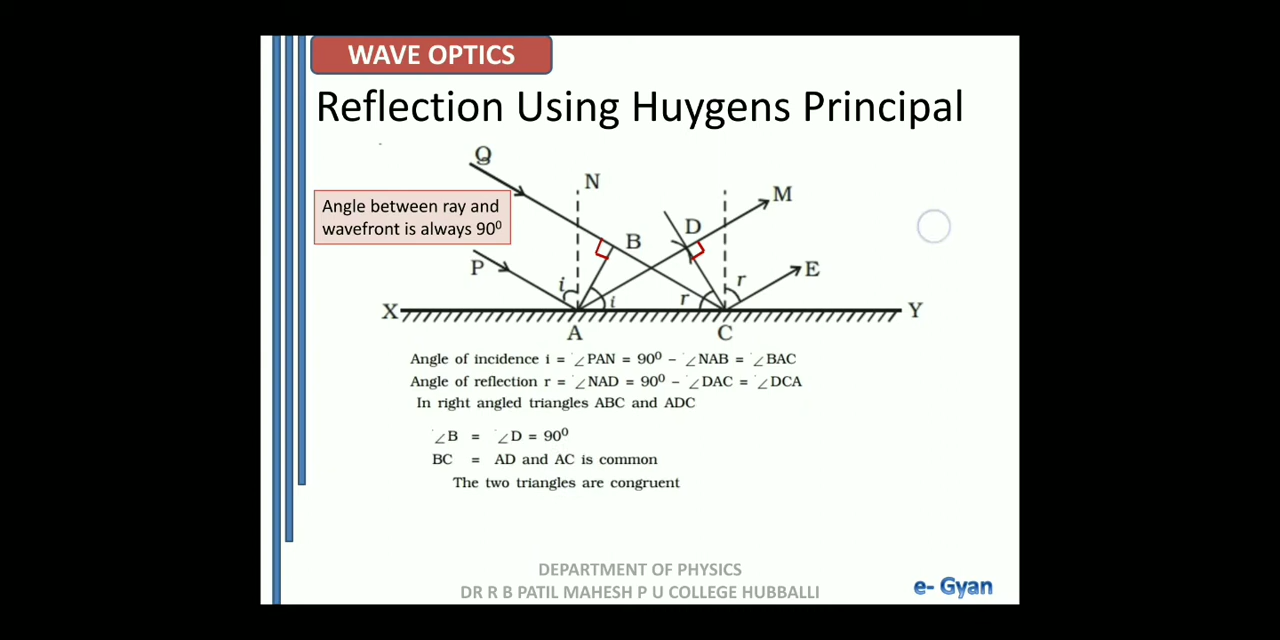 WAVE OPTICS
Reflection Using Huygens Principal
Q
N
M
Angle between ray and
wavefront is always 90⁰
B
D
P
i
r
E
i
r
X
Y
A
C
Angle of incidence i = ∠PAN = 90⁰ – ∠NAB = ∠BAC
Angle of reflection r = ∠NAD = 90⁰ – ∠DAC = ∠DCA
In right angled triangles ABC and ADC
∠B = ∠D = 90⁰
BC = AD and AC is common
The two triangles are congruent
DEPARTMENT OF PHYSICS
DR R B PATIL MAHESH P U COLLEGE HUBBALLI
e- Gyan